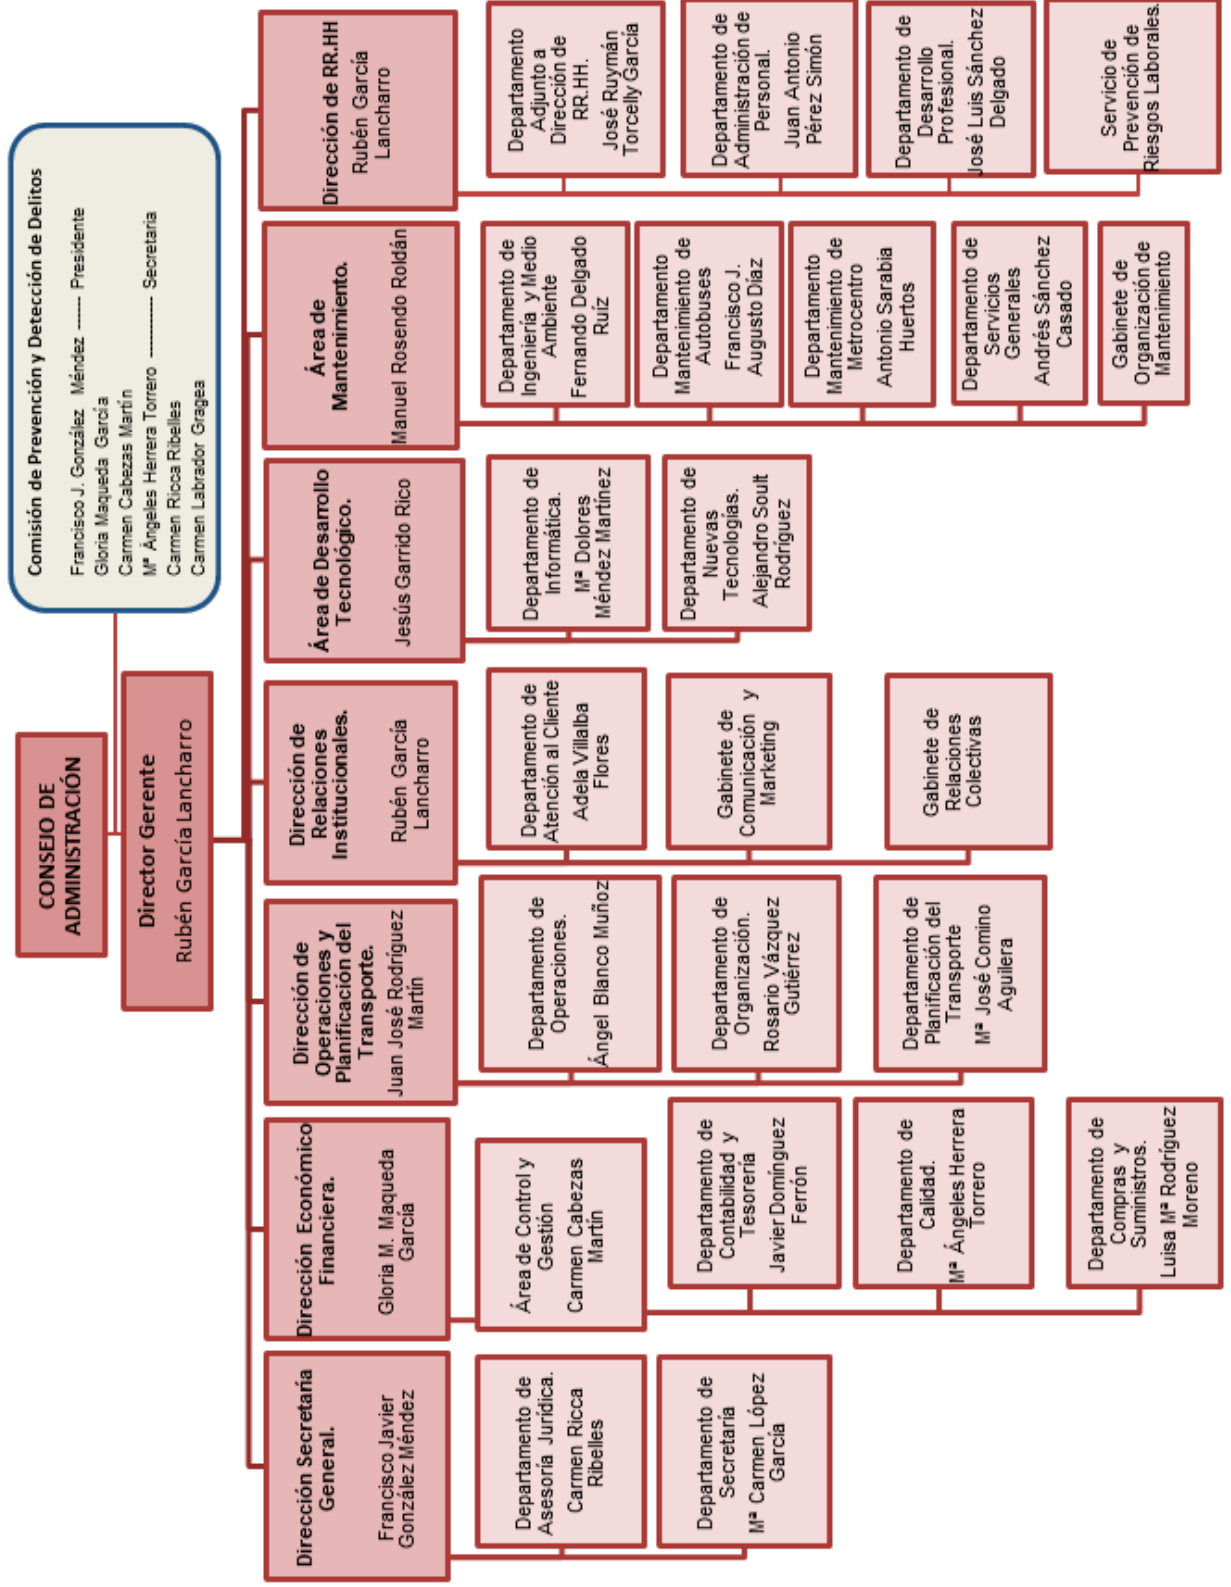 CONSEJO DE
ADMINISTRACIÓN
Comisión de Prevención y Detección de Delitos
Francisco J. González Méndez ------- Presidente
Gloria Maqueda García
Carmen Cabezas Martín
Mª Ángeles Herrera Torrero -------------- Secretaria
Carmen Ricca Ribelles
Carmen Labrador Gragea
Director Gerente
Rubén García Lancharro
Dirección Secretaría
General.
Francisco Javier
González Méndez
Departamento de
Asesoría Jurídica.
Carmen Ricca
Ribelles
Departamento de
Secretaría
Mª Carmen López
García
Dirección Económico
Financiera.
Gloria M. Maqueda
García
Área de Control y
Gestión
Carmen Cabezas
Martín
Departamento de
Contabilidad y
Tesorería
Javier Domínguez
Ferrón
Departamento de
Calidad.
Mª Ángeles Herrera
Torrero
Departamento de
Compras y
Suministros.
Luisa Mª Rodríguez
Moreno
Dirección de
Operaciones y
Planificación del
Transporte.
Juan José Rodríguez
Martín
Departamento de
Operaciones.
Ángel Blanco Muñoz
Departamento de
Organización.
Rosario Vázquez
Gutiérrez
Departamento de
Planificación del
Transporte
Mª José Comino
Aguilera
Dirección de
Relaciones
Institucionales.
Rubén García
Lancharro
Departamento de
Atención al Cliente
Adela Villalba
Flores
Gabinete de
Comunicación y
Marketing
Gabinete de
Relaciones
Colectivas
Área de Desarrollo
Tecnológico.
Jesús Garrido Rico
Departamento de
Informática.
Mª Dolores
Méndez Martínez
Departamento de
Nuevas
Tecnologías.
Alejandro Soult
Rodríguez
Área de
Mantenimiento.
Manuel Rosendo Roldán
Departamento de
Ingeniería y Medio
Ambiente
Fernando Delgado
Ruíz
Departamento
Mantenimiento de
Autobuses
Francisco J.
Augusto Díaz
Departamento
Mantenimiento de
Metrocentro
Antonio Sarabia
Huertos
Departamento de
Servicios
Generales
Andrés Sánchez
Casado
Gabinete de
Organización de
Mantenimiento
Dirección de RR.HH
Rubén García
Lancharro
Departamento
Adjunto a
Dirección de
RR.HH.
José Ruymán
Torcelly García
Departamento de
Administración de
Personal.
Juan Antonio
Pérez Simón
Departamento de
Desarrollo
Profesional.
José Luis Sánchez
Delgado
Servicio de
Prevención de
Riesgos Laborales.